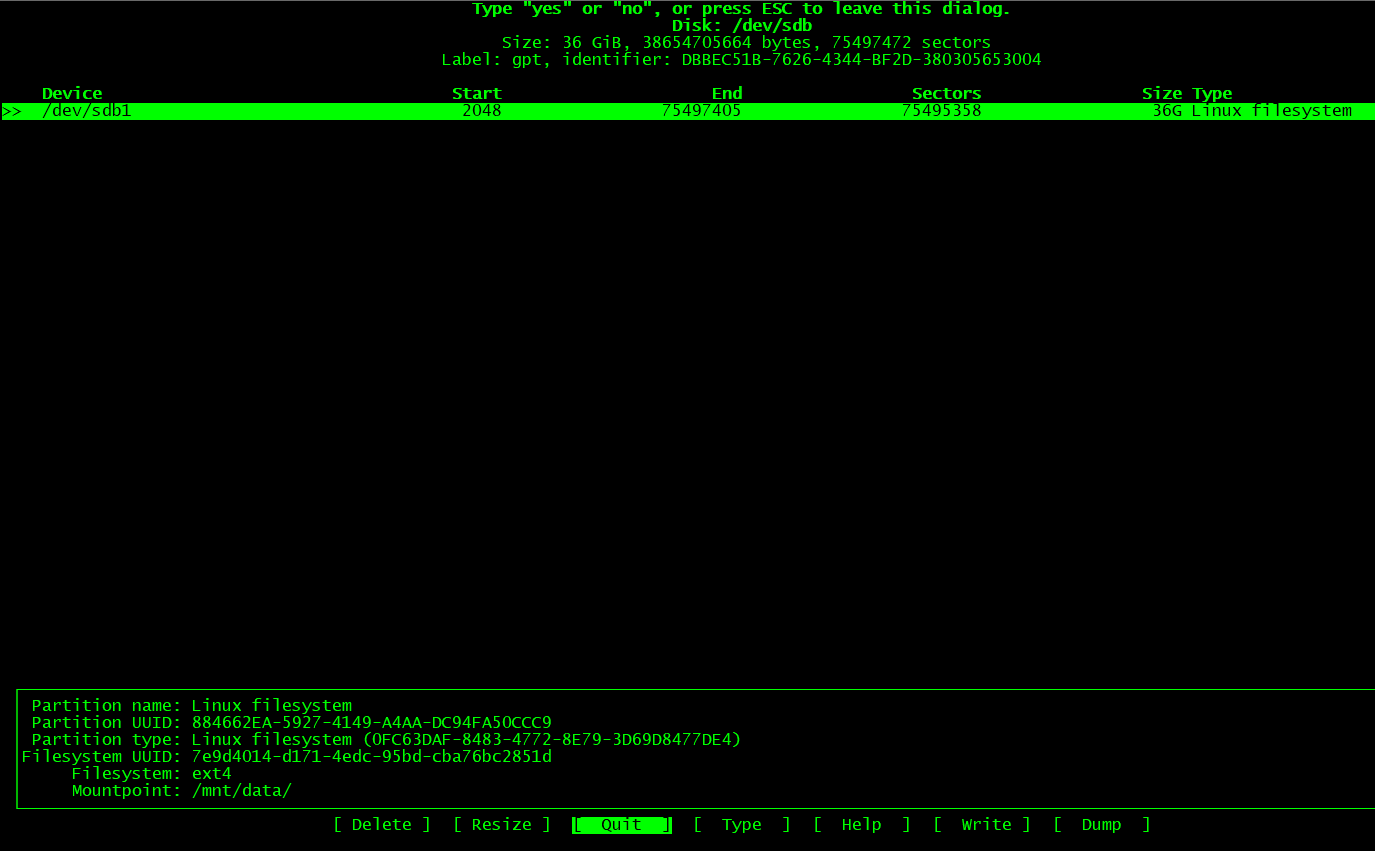 Type "yes" or "no", or press ESC to leave this dialog.
Disk: /dev/sdb
Size: 36 GiB, 38654705664 bytes, 75497472 sectors
Label: gpt, identifier: DBBEC51B-7626-4344-BF2D-380305653004
Device Start End Sectors Size Type
>> /dev/sdb1 2048 75497405 75495358 36G Linux filesystem
Partition name: Linux filesystem
Partition UUID: 884662EA-5927-4149-A4AA-DC94FA50CCC9
Partition type: Linux filesystem (0FC63DAF-8483-4772-8E79-3D69D8477DE4)
Filesystem UUID: 7e9d4014-d171-4edc-95bd-cba76bc2851d
Filesystem: ext4
Mountpoint: /mnt/data/
[ Delete ] [ Resize ] [ Quit ] [ Type ] [ Help ] [ Write ] [ Dump ]